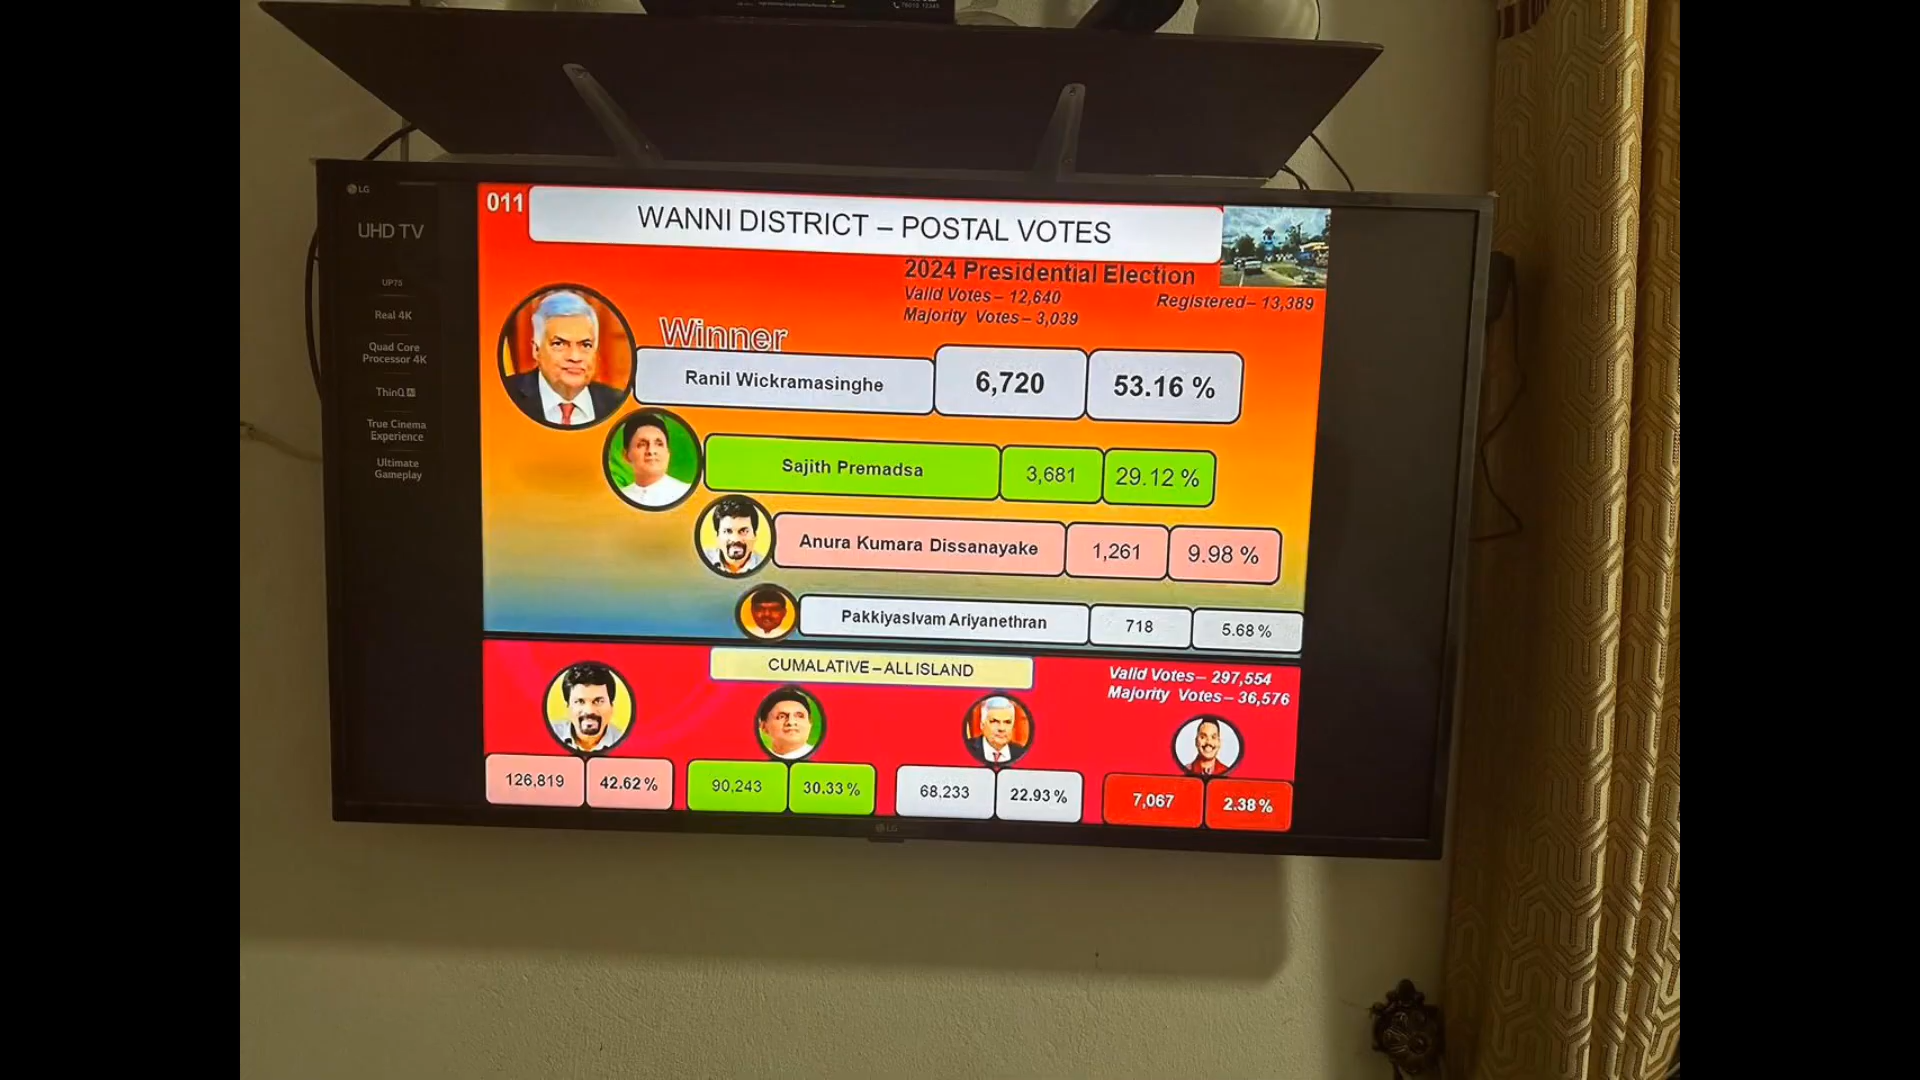 LG
UHD TV
UP75
Real 4K
Quad Core
Processor 4K
ThinQ AI
True Cinema
Experience
Ultimate
Gameplay
011
WANNI DISTRICT – POSTAL VOTES
2024 Presidential Election
Valid Votes – 12,640 Registered – 13,389
Majority Votes – 3,039
Winner
Ranil Wickramasinghe 6,720 53.16 %
Sajith Premadsa 3,681 29.12 %
Anura Kumara Dissanayake 1,261 9.98 %
Pakkiyaslvam Ariyanethran 718 5.68 %
CUMALATIVE – ALL ISLAND
Valid Votes – 297,554
Majority Votes – 36,576
126,819 42.62 % 90,243 30.33 % 68,233 22.93 % 7,067 2.38 %
LG